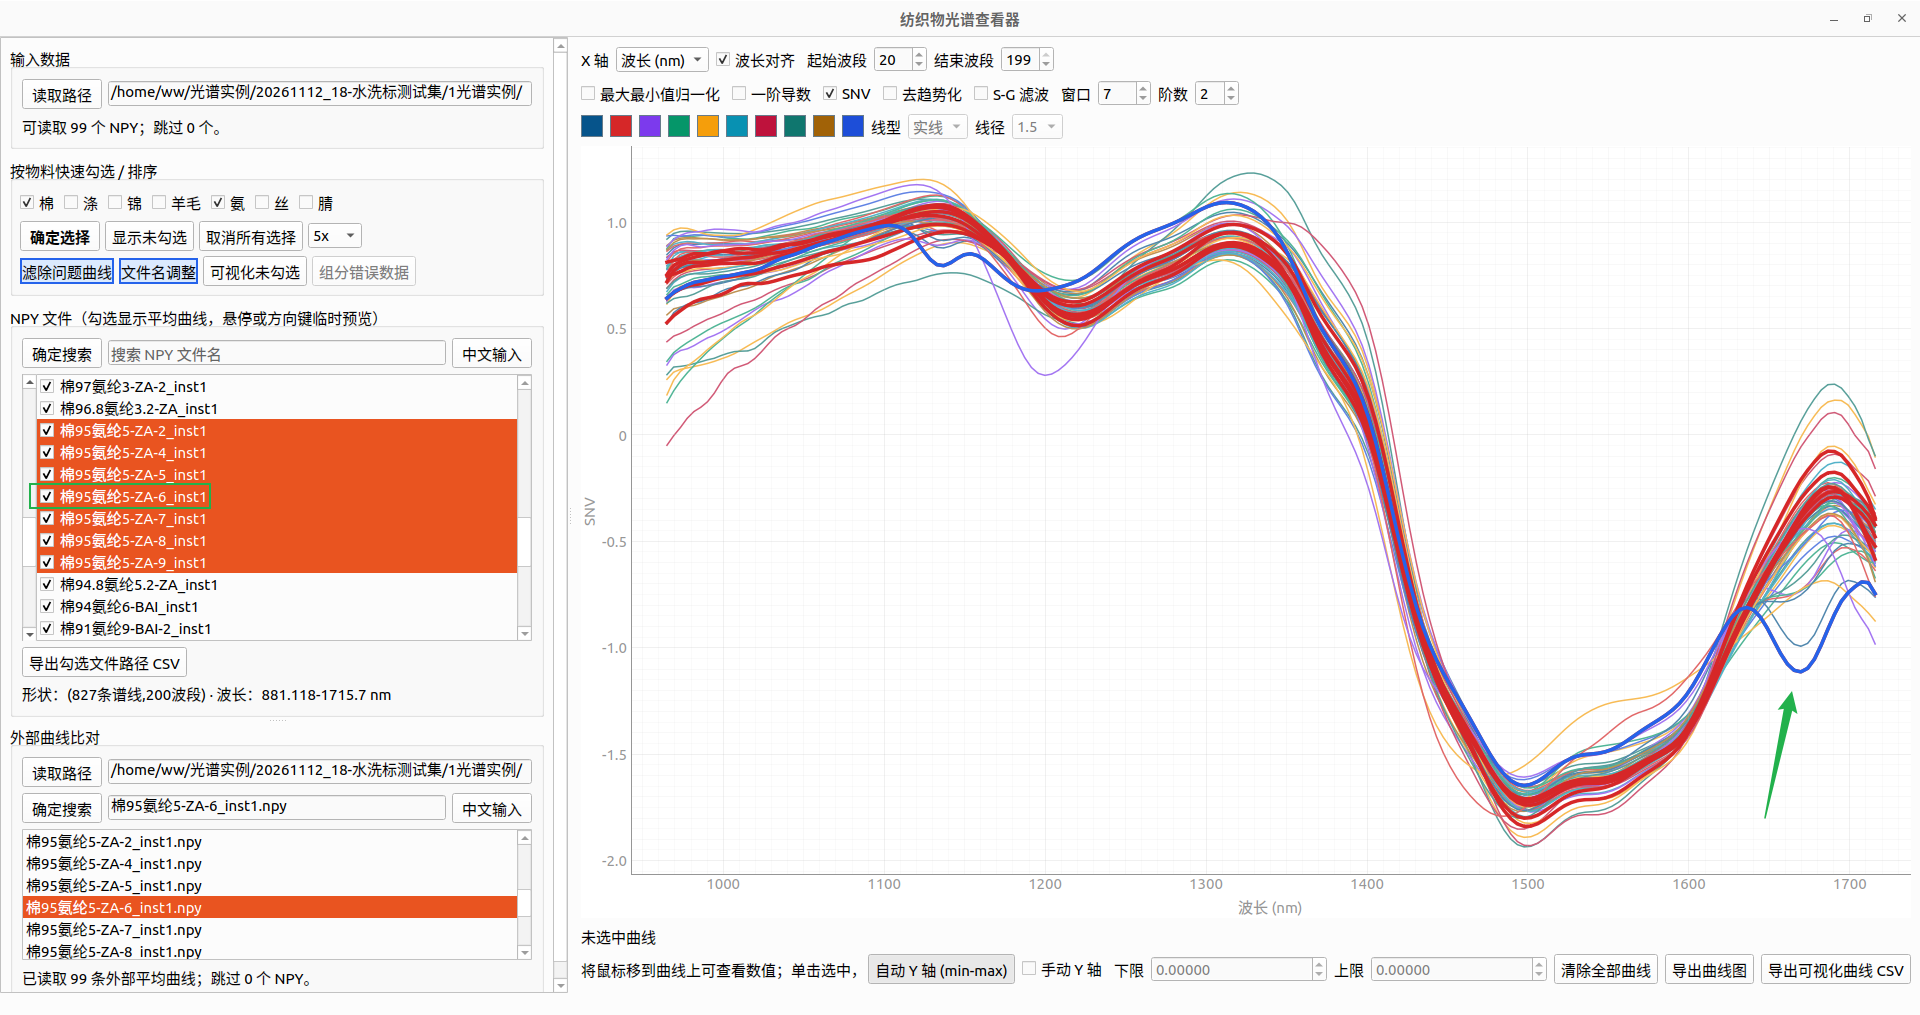 纺织物光谱查看器
输入数据
读取路径 /home/ww/光谱实例/20261112_18-水洗标测试集/1光谱实例/
可读取 99 个 NPY；跳过 0 个。
按物料快速勾选 / 排序
棉 涤 锦 羊毛 氨 丝 腈
确定选择 显示未勾选 取消所有选择 5x
滤除问题曲线 文件名调整 可视化未勾选 组分错误数据
NPY 文件（勾选显示平均曲线，悬停或方向键临时预览）
确定搜索 搜索 NPY 文件名 中文输入
棉97氨纶3-ZA-2_inst1
棉96.8氨纶3.2-ZA_inst1
棉95氨纶5-ZA-2_inst1
棉95氨纶5-ZA-4_inst1
棉95氨纶5-ZA-5_inst1
棉95氨纶5-ZA-6_inst1
棉95氨纶5-ZA-7_inst1
棉95氨纶5-ZA-8_inst1
棉95氨纶5-ZA-9_inst1
棉94.8氨纶5.2-ZA_inst1
棉94氨纶6-BAI_inst1
棉91氨纶9-BAI-2_inst1
导出勾选文件路径 CSV
形状：(827条谱线,200波段) · 波长：881.118-1715.7 nm
外部曲线比对
读取路径 /home/ww/光谱实例/20261112_18-水洗标测试集/1光谱实例/
确定搜索 棉95氨纶5-ZA-6_inst1.npy 中文输入
棉95氨纶5-ZA-2_inst1.npy
棉95氨纶5-ZA-4_inst1.npy
棉95氨纶5-ZA-5_inst1.npy
棉95氨纶5-ZA-6_inst1.npy
棉95氨纶5-ZA-7_inst1.npy
棉95氨纶5-ZA-8_inst1.npy
已读取 99 条外部平均曲线；跳过 0 个 NPY。
X 轴 波长 (nm) 波长对齐 起始波段 20 结束波段 199
最大最小值归一化 一阶导数 SNV 去趋势化 S-G 滤波 窗口 7 阶数 2
线型 实线 线径 1.5
1.0
0.5
0
-0.5
-1.0
-1.5
-2.0
SNV
1000 1100 1200 1300 1400 1500 1600 1700
波长 (nm)
未选中曲线
将鼠标移到曲线上可查看数值；单击选中， 自动 Y 轴 (min-max) 手动 Y 轴 下限 0.00000 上限 0.00000 清除全部曲线 导出曲线图 导出可视化曲线 CSV